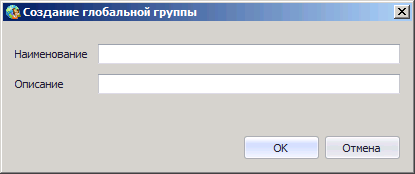 Создание глобальной группы
Наименование
Описание
OK
Отмена